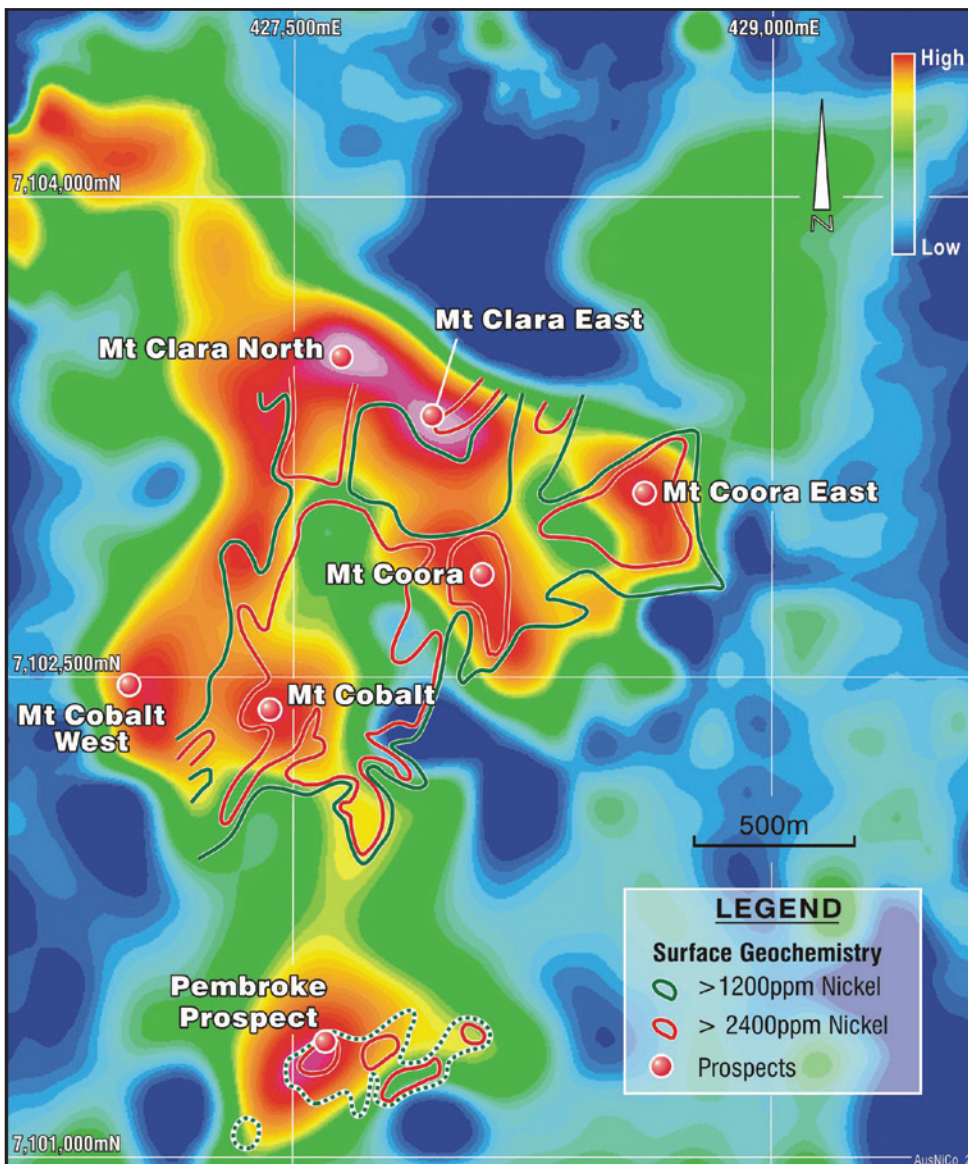 427,500mE
429,000mE
High
Low
7,104,000mN
N
Mt Clara East
Mt Clara North
Mt Coora East
Mt Coora
7,102,500mN
Mt Cobalt
Mt Cobalt
West
500m
LEGEND
Surface Geochemistry
>1200ppm Nickel
> 2400ppm Nickel
Prospects
Pembroke
Prospect
7,101,000mN
AusNiCo